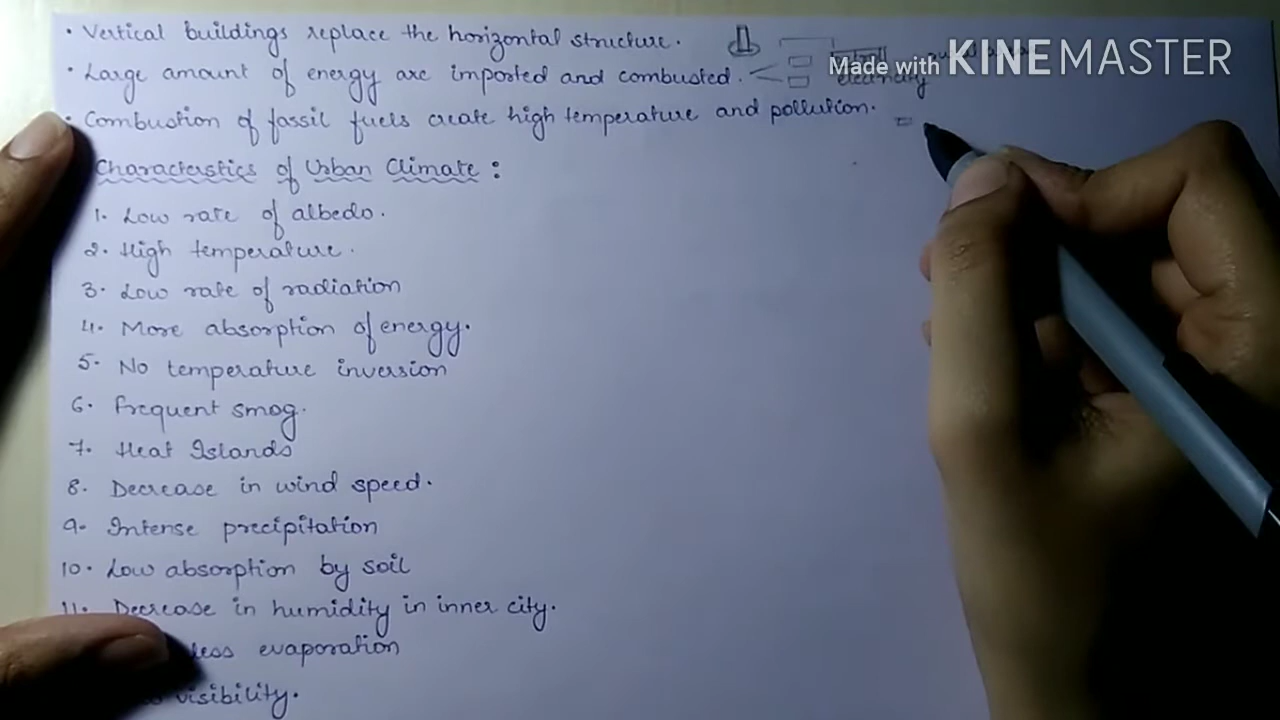 • Vertical buildings replace the horizontal structure.
• Large amount of energy are imported and combusted.
electricity
Made with KINEMASTER
• Combustion of fassil fuels create high temperature and pollution.
Characterstics of Urban Climate :
1. Low rate of albedo.
2. High temperature.
3. Low rate of radiation
4. More absorption of energy.
5. No temperature inversion
6. Frequent smog.
7. Heat Islands
8. Decrease in wind speed.
9. Intense precipitation
10. Low absorption by soil
11. Decrease in humidity in inner city.
less evaporation
visibility.